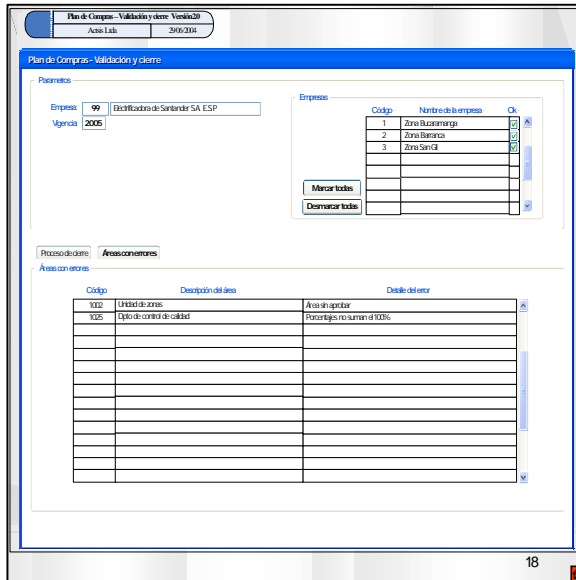 Plan de Compras – Validación y cierre Versión 2.0
Actsis Ltda 29/06/2004
Plan de Compras – Validación y cierre
Parametros
Empresa: 99 Electrificadora de Santander S.A. E.S.P
Vigencia 2005
Empresas
Código Nombre de la empresa Ok
1 Zona Bucaramanga
2 Zona Barranca
3 Zona San Gil
Marcar todas
Desmarcar todas
Proceso de cierre Áreas con errores
Áreas con errores
Código Descripción del área Detalle del error
1002 Unidad de zonas Área sin aprobar
1025 Dpto de control de calidad Porcentajes no suman el 100%
18